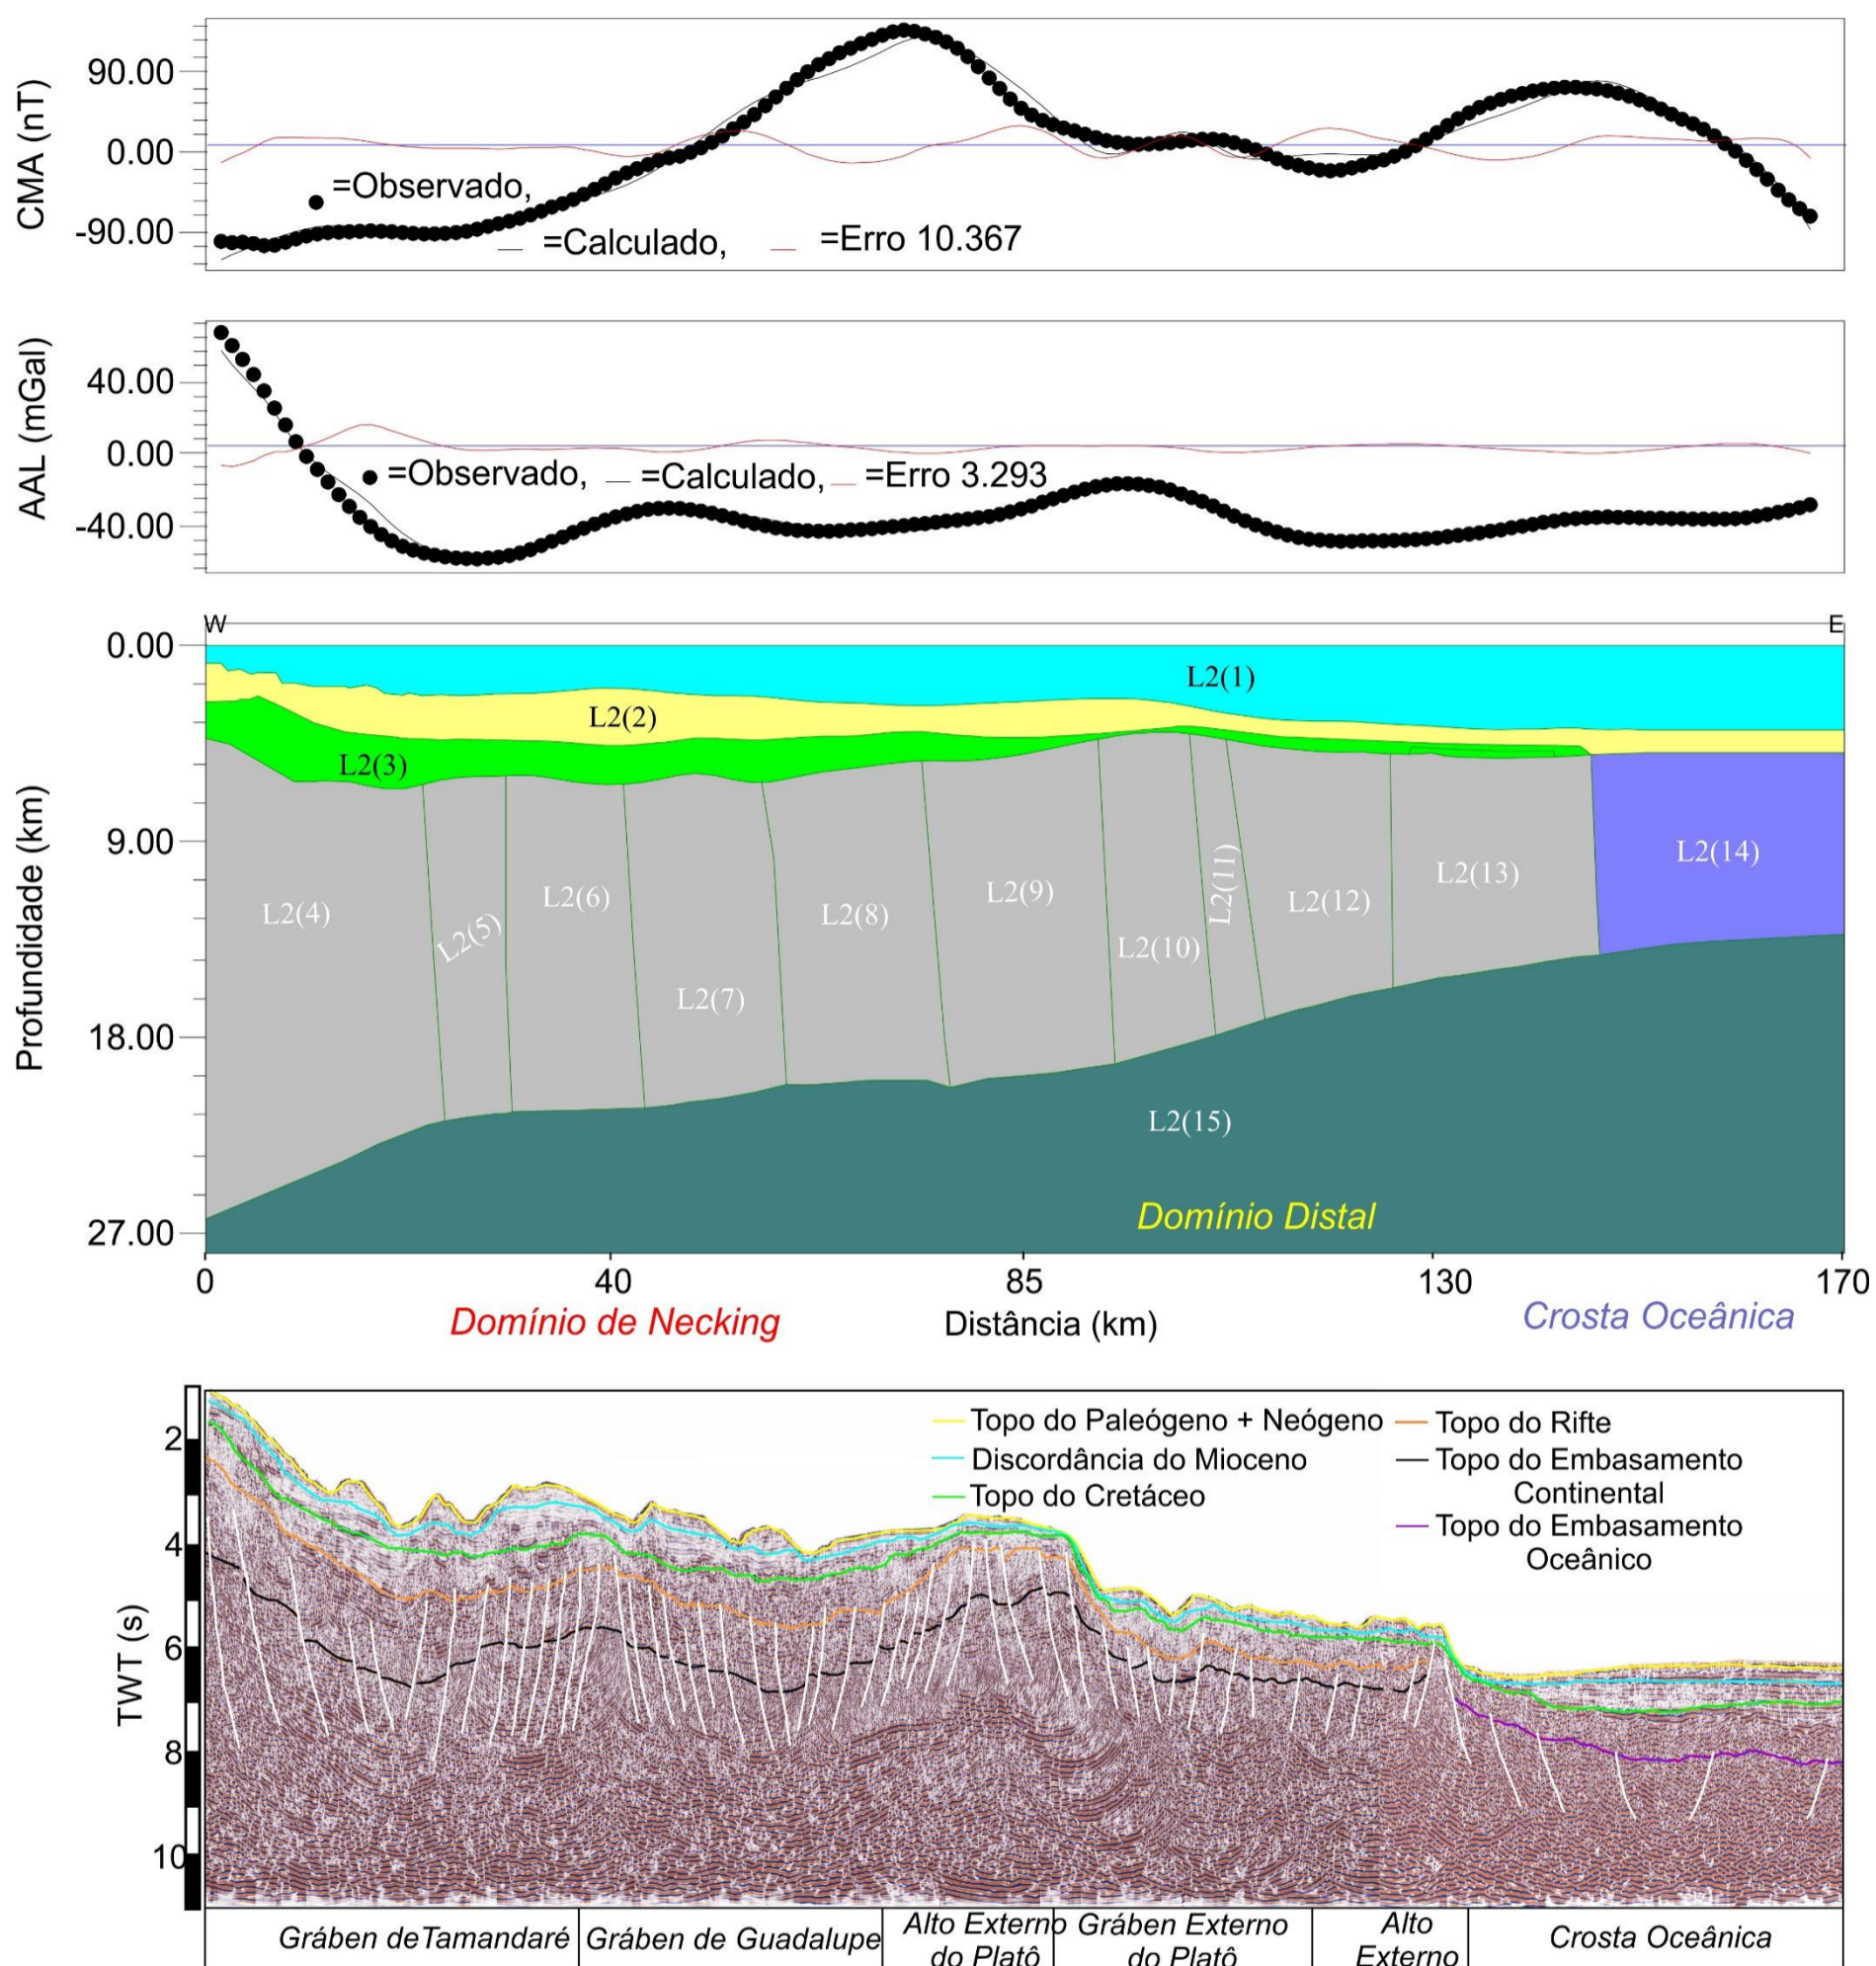 CMA (nT)
90.00
0.00
-90.00
=Observado,
=Calculado, =Erro 10.367
AAL (mGal)
40.00
0.00
-40.00
=Observado, =Calculado, =Erro 3.293
W
E
Profundidade (km)
0.00
9.00
18.00
27.00
L2(1)
L2(2)
L2(3)
L2(4)
L2(5)
L2(6)
L2(7)
L2(8)
L2(9)
L2(10)
L2(11)
L2(12)
L2(13)
L2(14)
L2(15)
Domínio Distal
0 40 85 130 170
Domínio de Necking
Distância (km)
Crosta Oceânica
TWT (s)
2
4
6
8
10
Topo do Paleógeno + Neógeno
Discordância do Mioceno
Topo do Cretáceo
Topo do Rifte
Topo do Embasamento
Continental
Topo do Embasamento
Oceânico
Gráben deTamandaré
Gráben de Guadalupe
Alto Externo
do Platô
Gráben Externo
do Platô
Alto
Externo
Crosta Oceânica